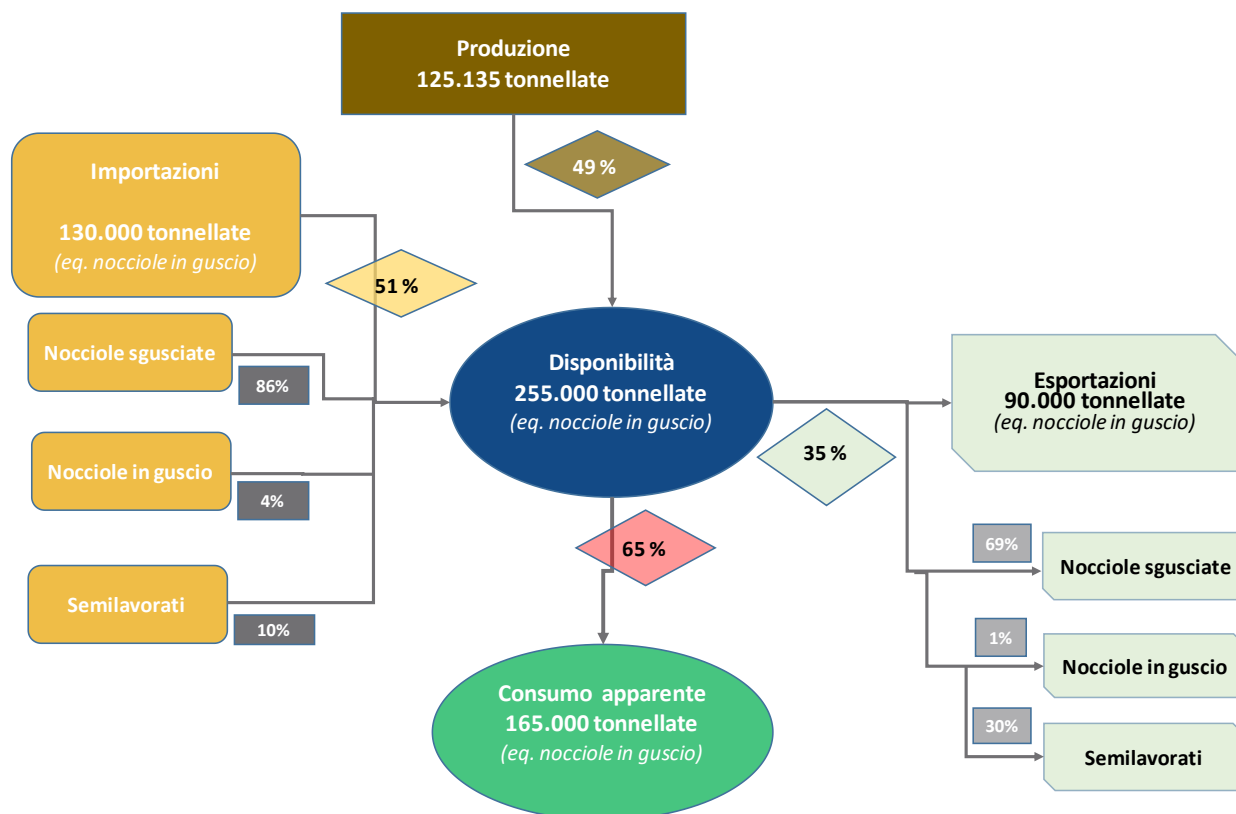 Produzione
125.135 tonnellate
49 %
Importazioni
130.000 tonnellate
(eq. nocciole in guscio)
51 %
Nocciole sgusciate
86%
Nocciole in guscio
4%
Semilavorati
10%
Disponibilità
255.000 tonnellate
(eq. nocciole in guscio)
35 %
65 %
Consumo apparente
165.000 tonnellate
(eq. nocciole in guscio)
Esportazioni
90.000 tonnellate
(eq. nocciole in guscio)
69%
Nocciole sgusciate
1%
Nocciole in guscio
30%
Semilavorati